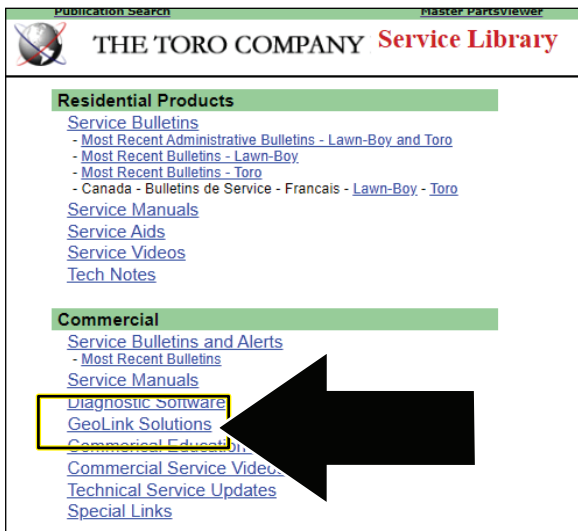 Publication Search Master PartsViewer
THE TORO COMPANY Service Library
Residential Products
Service Bulletins
- Most Recent Administrative Bulletins - Lawn-Boy and Toro
- Most Recent Bulletins - Lawn-Boy
- Most Recent Bulletins - Toro
- Canada - Bulletins de Service - Francais - Lawn-Boy - Toro
Service Manuals
Service Aids
Service Videos
Tech Notes
Commercial
Service Bulletins and Alerts
- Most Recent Bulletins
Service Manuals
Diagnostic Software
GeoLink Solutions
Commerical Education
Commercial Service Videos
Technical Service Updates
Special Links